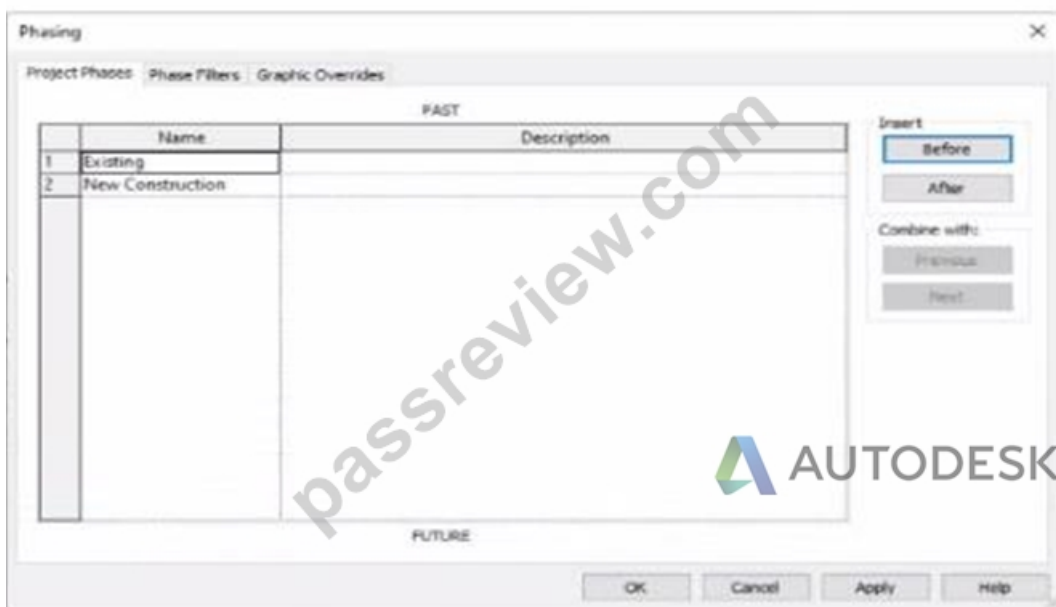 Phasing
Project Phases Phase Filters Graphic Overrides
PAST
Name Description
1 Existing
2 New Construction
FUTURE
Insert
Before
After
Combine with:
Previous
Next
OK Cancel Apply Help
passreview.com
AUTODESK